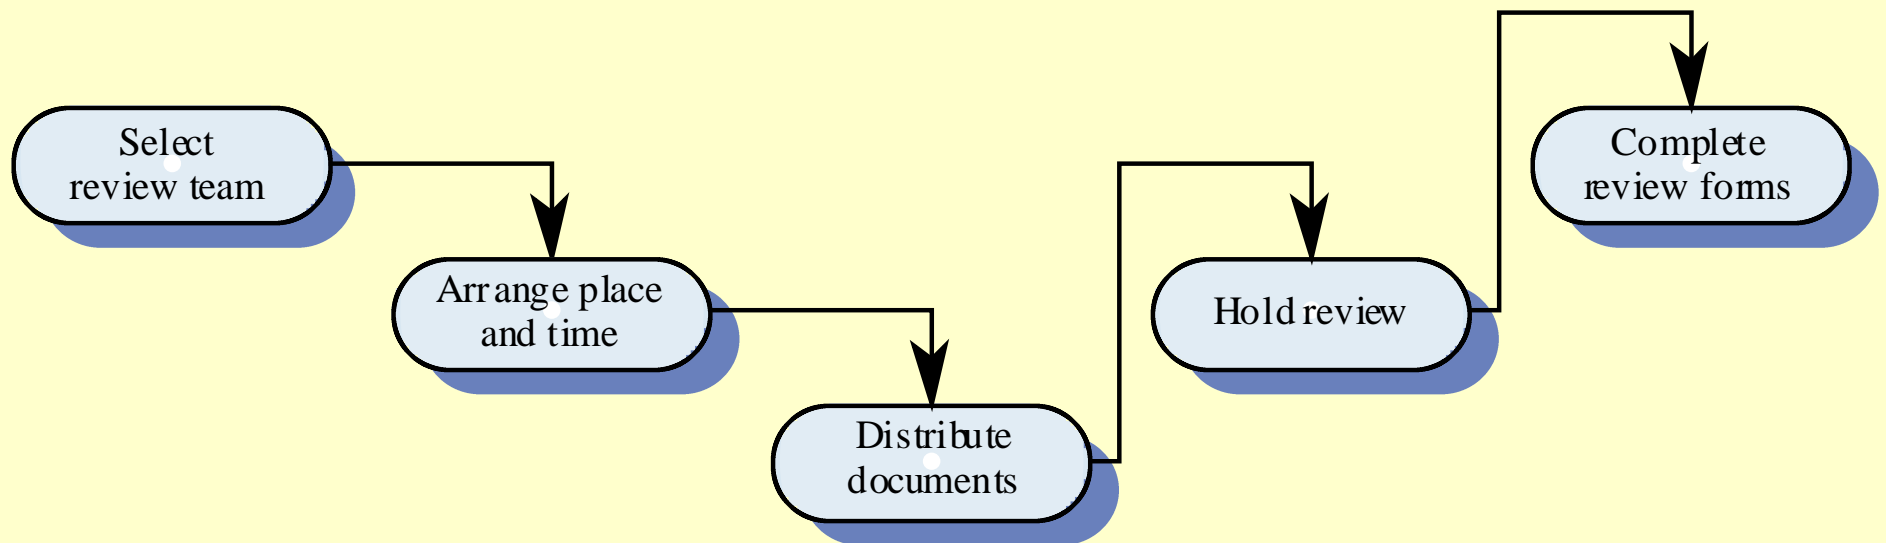 Select
review team
Arrange place
and time
Distribute
documents
Hold review
Complete
review forms